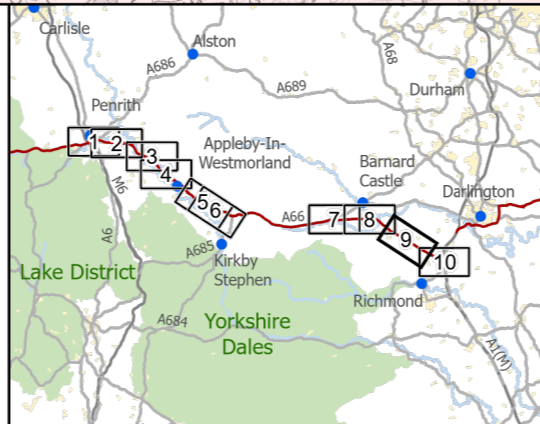 Carlisle
Alston
A68
A686
A689
Durham
Penrith
Appleby-In-
Westmorland
Barnard
Castle
Darlington
1
2
3
4
5
6
7
8
9
10
M6
A66
A6
A685
Kirkby
Stephen
Lake District
Richmond
A684
Yorkshire
Dales
A1(M)